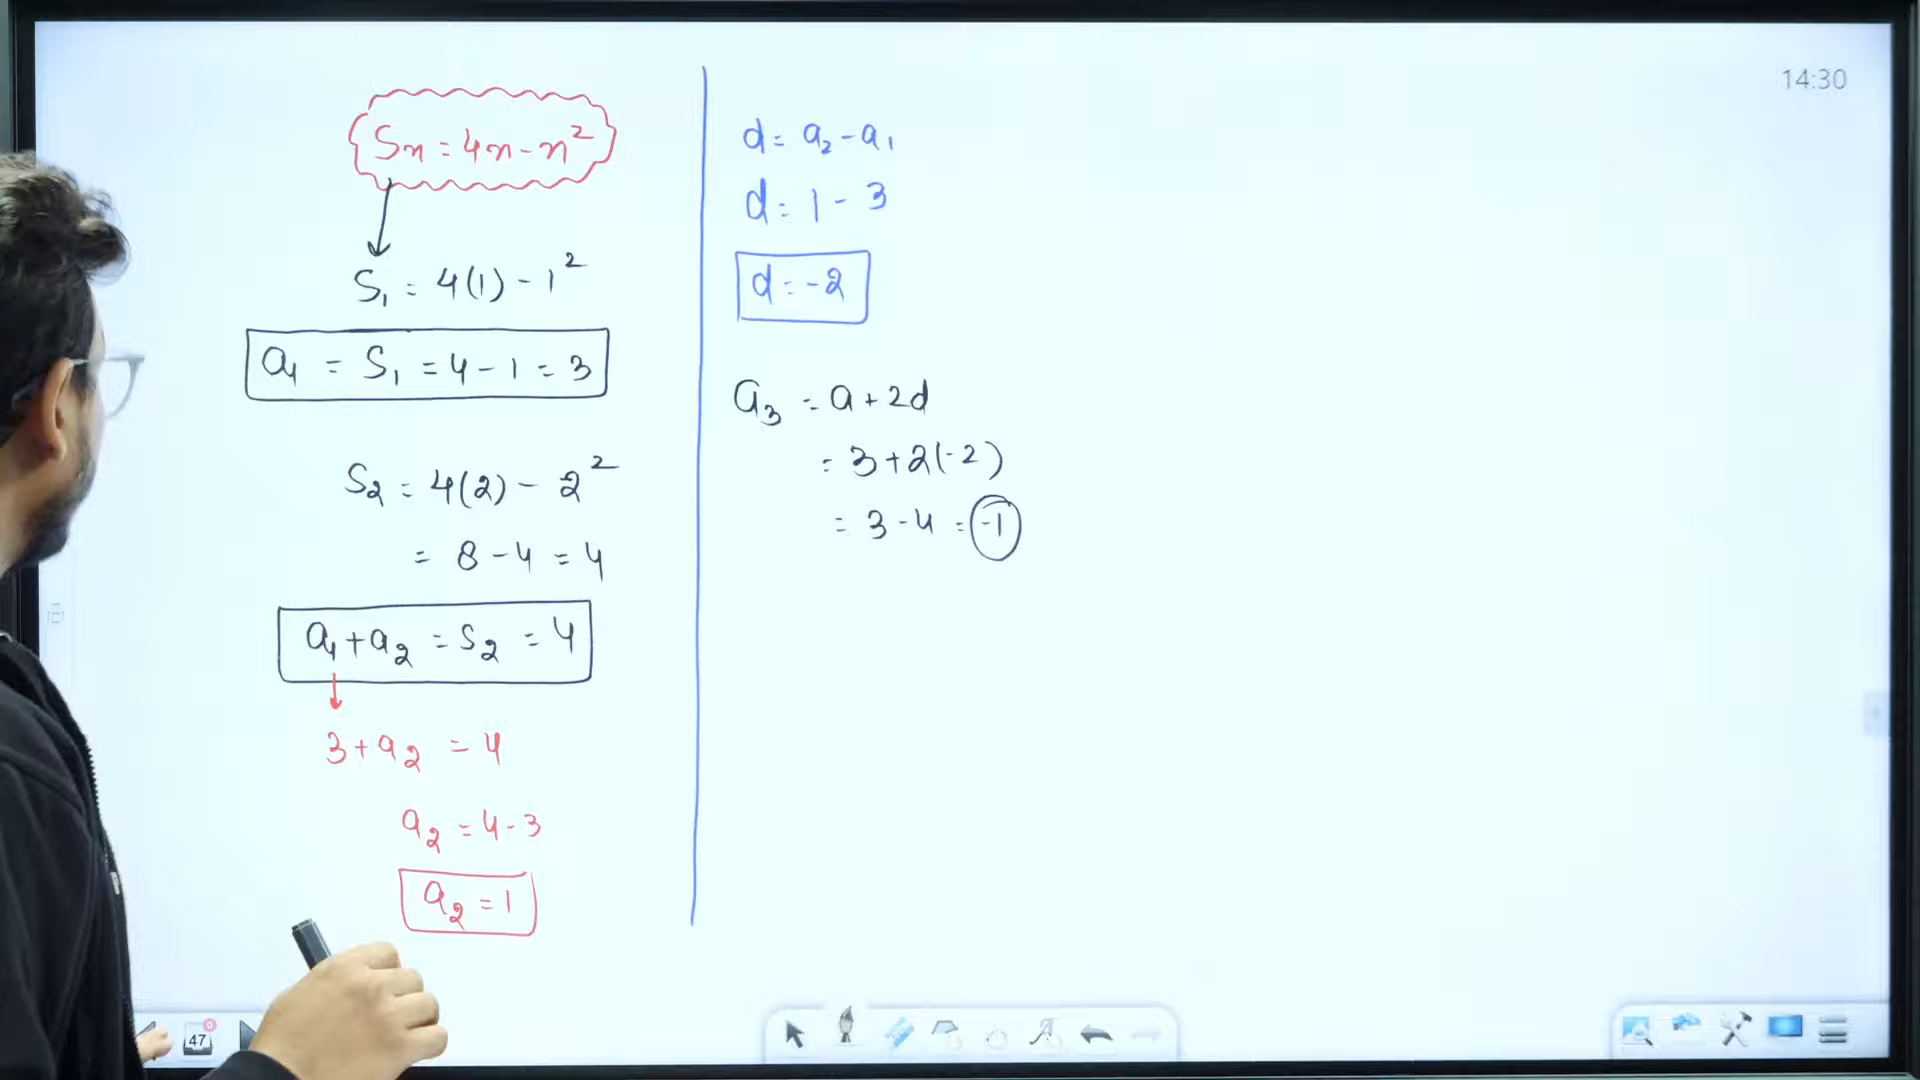 14:30
Sn = 4n - n²
S₁ = 4(1) - 1²
a₁ = S₁ = 4 - 1 = 3
S₂ = 4(2) - 2²
= 8 - 4 = 4
a₁ + a₂ = S₂ = 4
3 + a₂ = 4
a₂ = 4 - 3
a₂ = 1
d = a₂ - a₁
d = 1 - 3
d = -2
a₃ = a + 2d
= 3 + 2(-2)
= 3 - 4 = -1
47